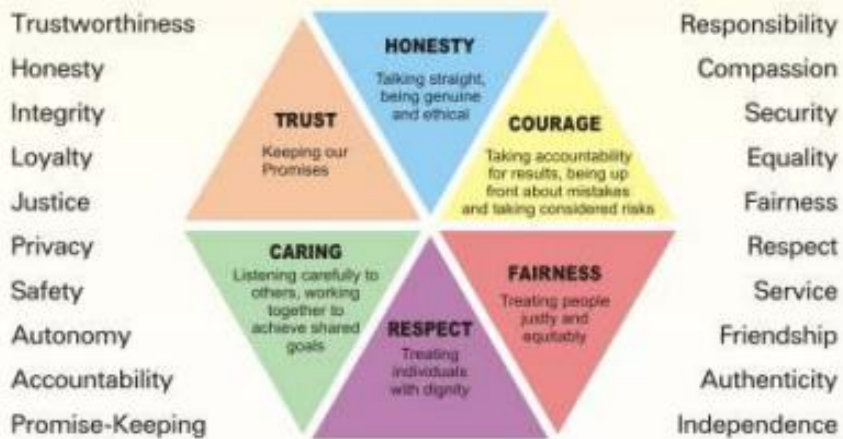 Trustworthiness
Honesty
Integrity
Loyalty
Justice
Privacy
Safety
Autonomy
Accountability
Promise-Keeping
HONESTY
Talking straight,
being genuine
and ethical
TRUST
Keeping our
Promises
COURAGE
Taking accountability
for results, being up
front about mistakes
and taking considered risks
CARING
Listening carefully to
others, working
together to
achieve shared
goals
RESPECT
Treating
individuals
with dignity
FAIRNESS
Treating people
justly and
equitably
Responsibility
Compassion
Security
Equality
Fairness
Respect
Service
Friendship
Authenticity
Independence